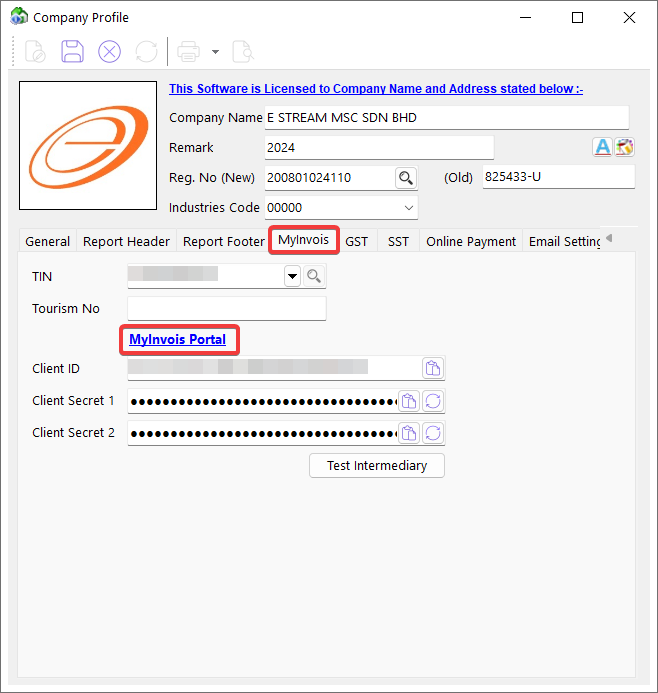 Company Profile
This Software is Licensed to Company Name and Address stated below :-
Company Name E STREAM MSC SDN BHD
Remark 2024
Reg. No (New) 200801024110 (Old) 825433-U
Industries Code 00000
General Report Header Report Footer MyInvois GST SST Online Payment Email Setting
TIN
Tourism No
MyInvois Portal
Client ID
Client Secret 1 ●●●●●●●●●●●●●●●●●●●●●●●●●●●●●●●●●●
Client Secret 2 ●●●●●●●●●●●●●●●●●●●●●●●●●●●●●●●●●●
Test Intermediary